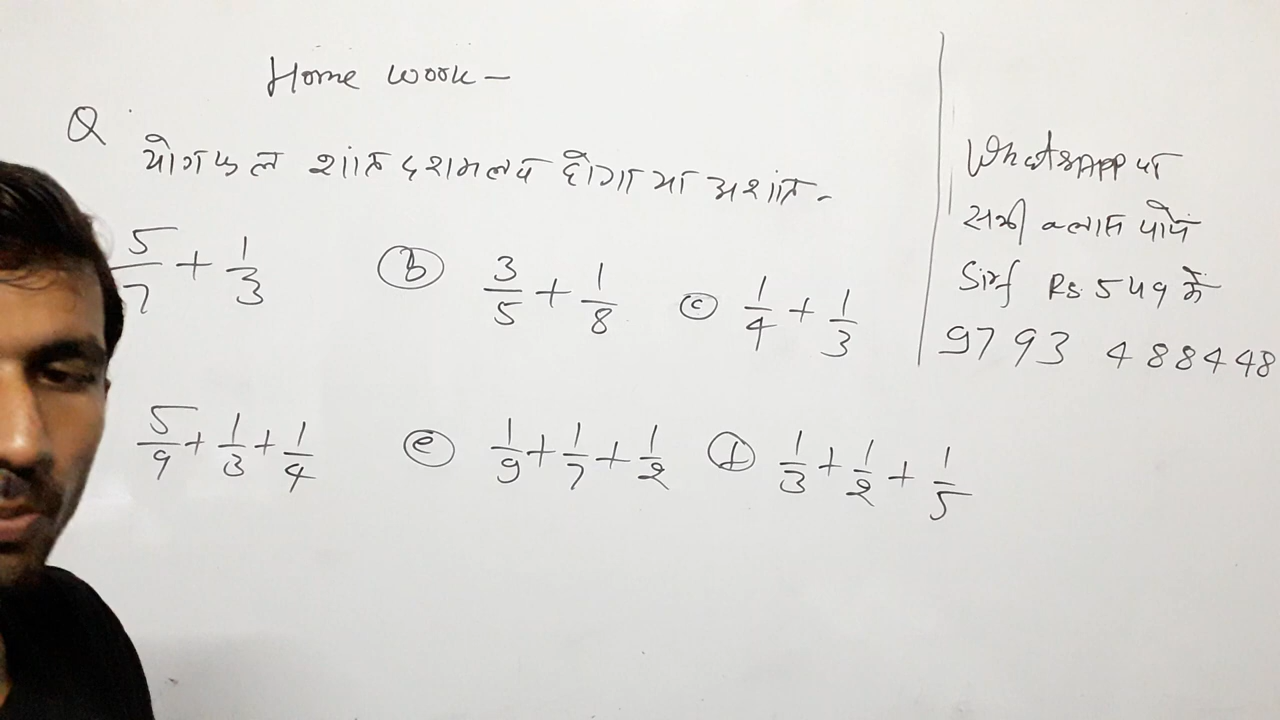 Home work –
Q योगफल शांत दशमलव होगा या अशांत -
5/7 + 1/3
(b) 3/5 + 1/8
(c) 1/4 + 1/3
5/9 + 1/3 + 1/4
(e) 1/9 + 1/7 + 1/2
(f) 1/3 + 1/2 + 1/5
WhatsApp पर
सभी क्लास पायें
Sirf Rs 549 में
9793 488448